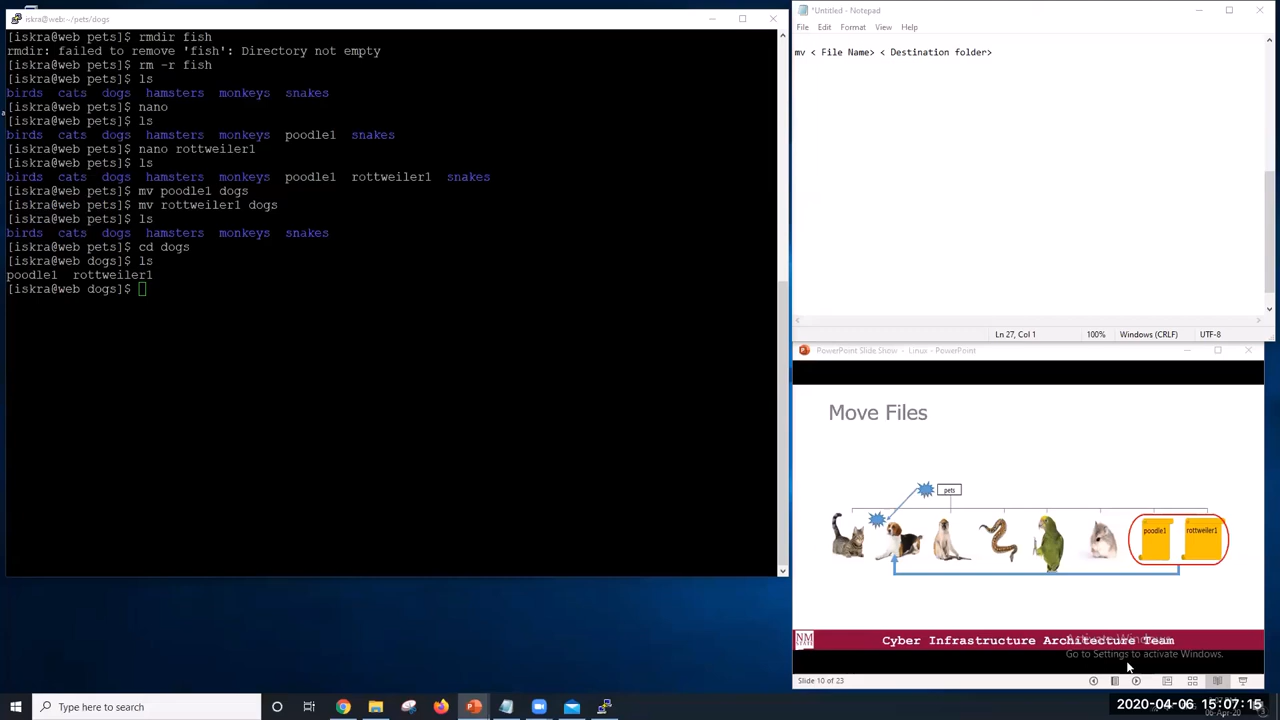 iskra@web:~/pets/dogs
[iskra@web pets]$ rmdir fish
rmdir: failed to remove 'fish': Directory not empty
[iskra@web pets]$ rm -r fish
[iskra@web pets]$ ls
birds cats dogs hamsters monkeys snakes
[iskra@web pets]$ nano
[iskra@web pets]$ ls
birds cats dogs hamsters monkeys poodle1 snakes
[iskra@web pets]$ nano rottweiler1
[iskra@web pets]$ ls
birds cats dogs hamsters monkeys poodle1 rottweiler1 snakes
[iskra@web pets]$ mv poodle1 dogs
[iskra@web pets]$ mv rottweiler1 dogs
[iskra@web pets]$ ls
birds cats dogs hamsters monkeys snakes
[iskra@web pets]$ cd dogs
[iskra@web dogs]$ ls
poodle1 rottweiler1
[iskra@web dogs]$
*Untitled - Notepad
File Edit Format View Help
mv < File Name> < Destination folder>
Ln 27, Col 1 100% Windows (CRLF) UTF-8
PowerPoint Slide Show - Linux - PowerPoint
Move Files
pets
poodle1 rottweiler1
NM
Cyber Infrastructure Architecture Team
Activate Windows
Go to Settings to activate Windows.
Slide 10 of 23
Type here to search
2020-04-06 15:07:15